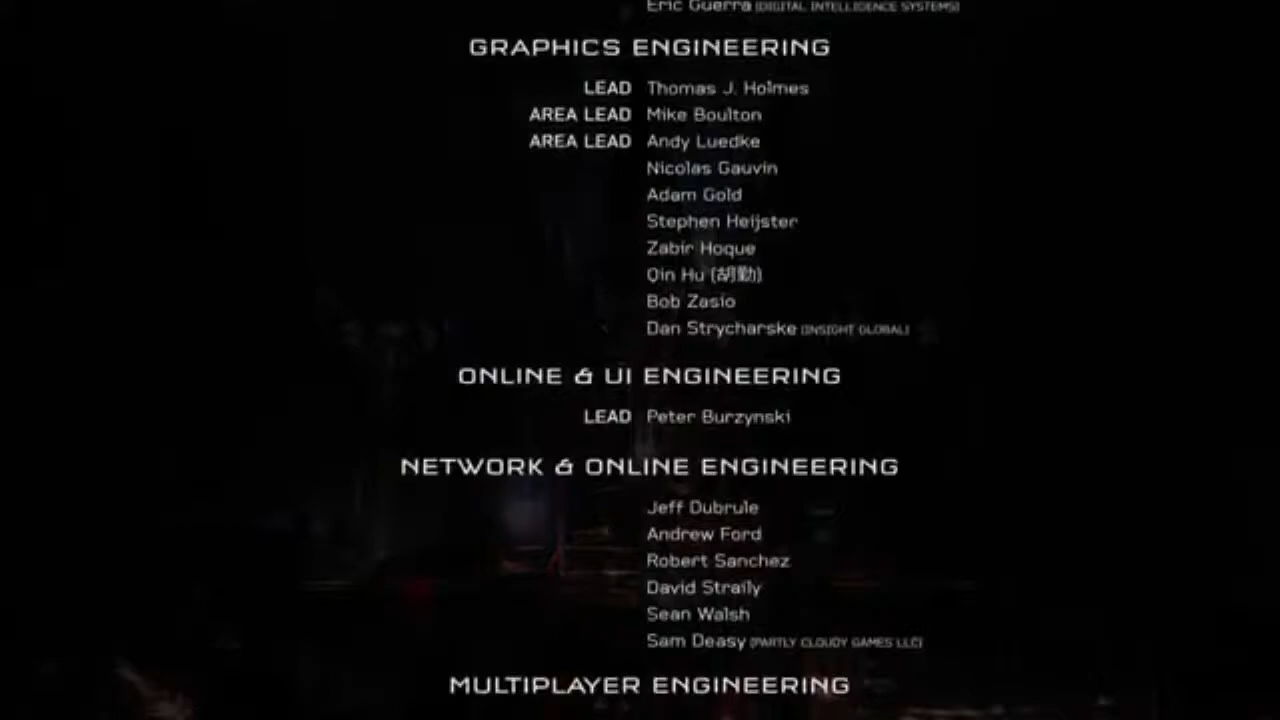 Eric Guerra (DIGITAL INTELLIGENCE SYSTEMS)
GRAPHICS ENGINEERING
LEAD Thomas J. Holmes
AREA LEAD Mike Boulton
AREA LEAD Andy Luedke
Nicolas Gauvin
Adam Gold
Stephen Heijster
Zabir Hoque
Qin Hu (胡勤)
Bob Zasio
Dan Strycharske (INSIGHT GLOBAL)
ONLINE & UI ENGINEERING
LEAD Peter Burzynski
NETWORK & ONLINE ENGINEERING
Jeff Dubrule
Andrew Ford
Robert Sanchez
David Straily
Sean Walsh
Sam Deasy (PARTLY CLOUDY GAMES LLC)
MULTIPLAYER ENGINEERING